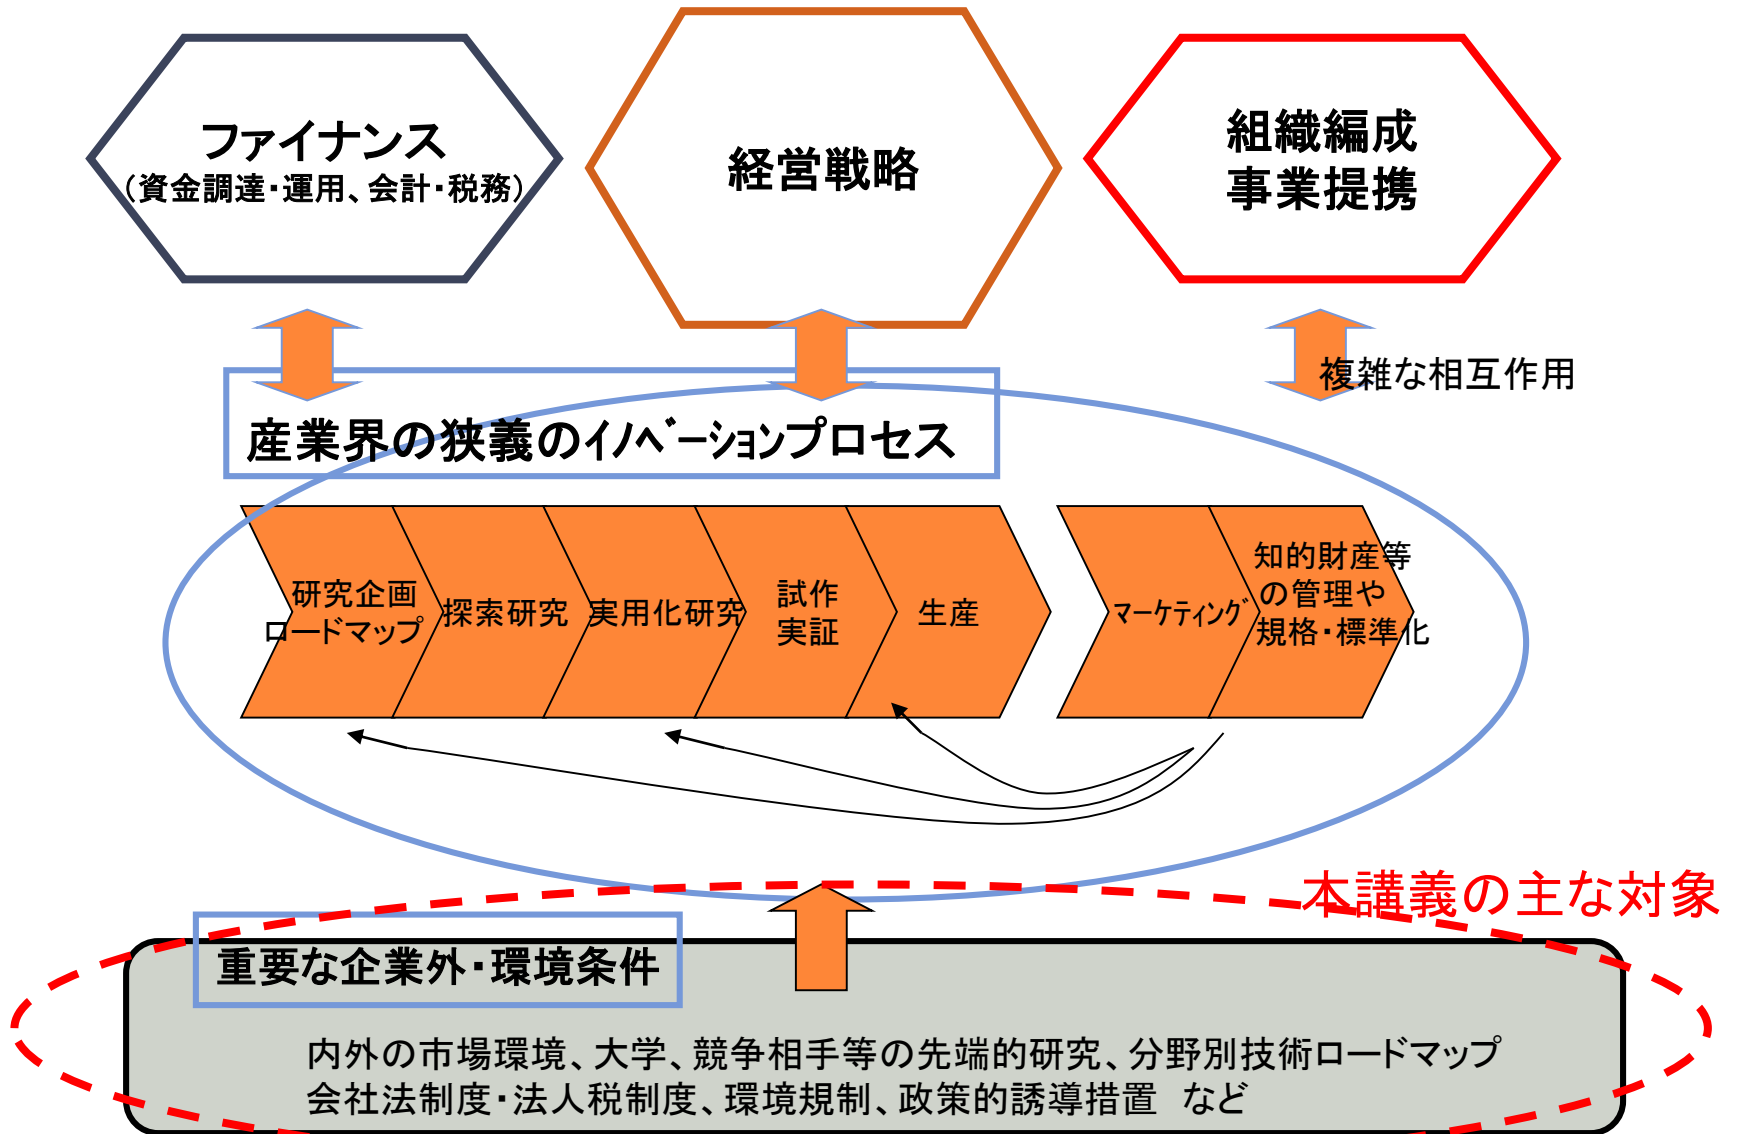 ファイナンス
（資金調達・運用、会計・税務）
経営戦略
組織編成
事業提携
複雑な相互作用
産業界の狭義のｲﾉﾍﾞｰｼｮﾝプロセス
研究企画
ロードマップ
探索研究
実用化研究
試作
実証
生産
ﾏｰｹﾃｨﾝｸﾞ
知的財産等
の管理や
規格・標準化
本講義の主な対象
重要な企業外・環境条件
内外の市場環境、大学、競争相手等の先端的研究、分野別技術ロードマップ
会社法制度・法人税制度、環境規制、政策的誘導措置　など